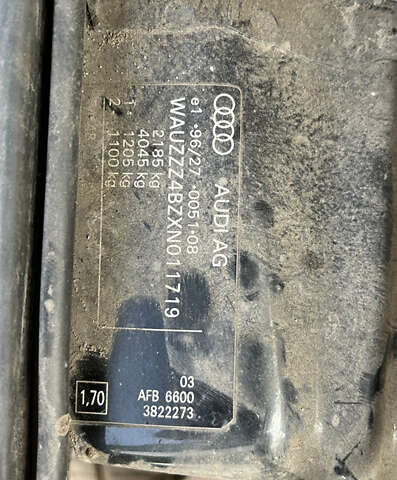 AUDI AG
e1*96/27*0051*08
WAUZZZ4BZXN011719
2185 kg
4045 kg
1- 1205 kg
2- 1100 kg
03
AFB 6600
3822273
1,70